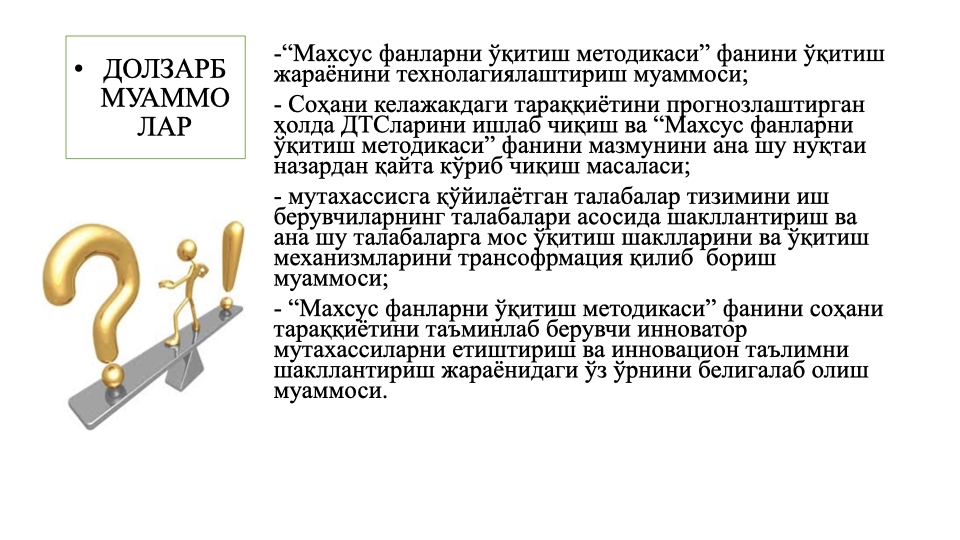 • ДОЛЗАРБ
МУАММО
ЛАР
-“Махсус фанларни ўқитиш методикаси” фанини ўқитиш
жараёнини технолагиялаштириш муаммоси;
- Соҳани келажакдаги тараққиётини прогнозлаштирган
ҳолда ДТСларини ишлаб чиқиш ва “Махсус фанларни
ўқитиш методикаси” фанини мазмунини ана шу нуқтаи
назардан қайта кўриб чиқиш масаласи;
- мутахассисга қўйилаётган талабалар тизимини иш
берувчиларнинг талабалари асосида шакллантириш ва
ана шу талабаларга мос ўқитиш шаклларини ва ўқитиш
механизмларини трансофрмация қилиб  бориш
муаммоси;
- “Махсус фанларни ўқитиш методикаси” фанини соҳани
тараққиётини таъминлаб берувчи инноватор
мутахассиларни етиштириш ва инновацион таълимни
шакллантириш жараёнидаги ўз ўрнини белигалаб олиш
муаммоси.